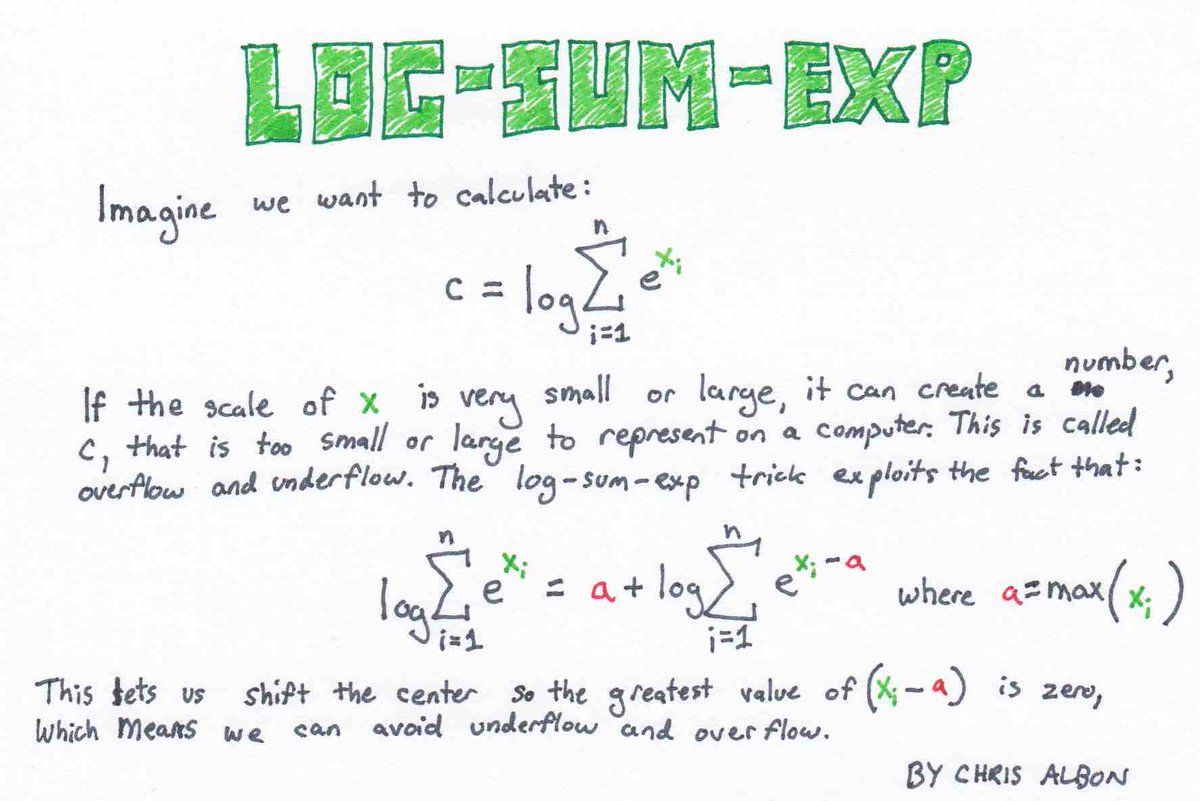 LOG-SUM-EXP
Imagine we want to calculate:
c = log ∑_{i=1}^{n} e^{x_i}
If the scale of x is very small or large, it can create a number,
c, that is too small or large to represent on a computer. This is called
overflow and underflow. The log-sum-exp trick exploits the fact that:
log ∑_{i=1}^{n} e^{x_i} = a + log ∑_{i=1}^{n} e^{x_i - a} where a = max(x_i)
This lets us shift the center so the greatest value of (x_i - a) is zero,
which means we can avoid underflow and overflow.
BY CHRIS ALBON